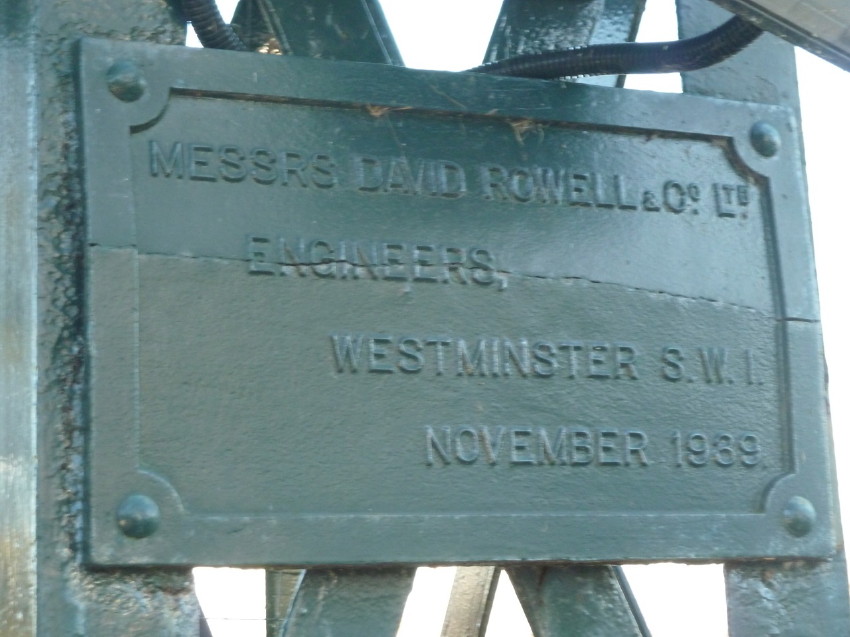 MESSRS DAVID ROWELL & Cº. LTD.
ENGINEERS,
WESTMINSTER S.W.1.
NOVEMBER 1939.